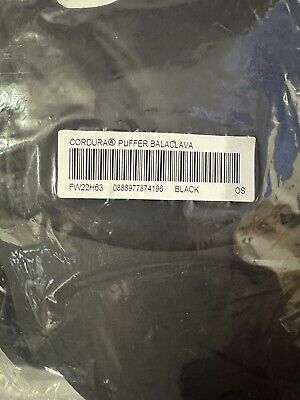 CORDURA® PUFFER BALACLAVA
FW22H63 0888977874196 BLACK OS